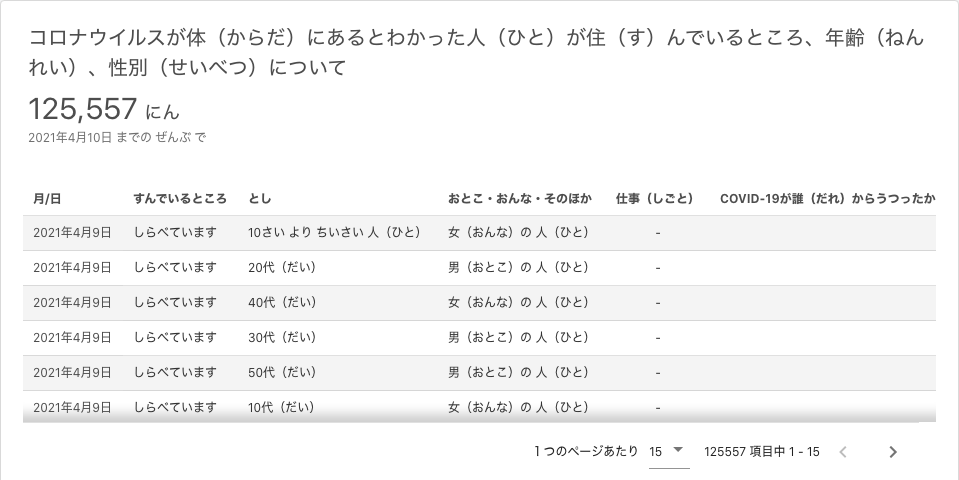 コロナウイルスが体（からだ）にあるとわかった人（ひと）が住（す）んでいるところ、年齢（ねん
れい）、性別（せいべつ）について
125,557 にん
2021年4月10日 までの ぜんぶ で
月/日 すんでいるところ とし おとこ・おんな・そのほか 仕事（しごと） COVID-19が誰（だれ）からうつったか
2021年4月9日 しらべています 10さい より ちいさい 人（ひと） 女（おんな）の 人（ひと） -
2021年4月9日 しらべています 20代（だい） 男（おとこ）の 人（ひと） -
2021年4月9日 しらべています 40代（だい） 女（おんな）の 人（ひと） -
2021年4月9日 しらべています 30代（だい） 男（おとこ）の 人（ひと） -
2021年4月9日 しらべています 50代（だい） 男（おとこ）の 人（ひと） -
2021年4月9日 しらべています 10代（だい） 女（おんな）の 人（ひと） -
1 つのページあたり 15 125557 項目中 1 - 15